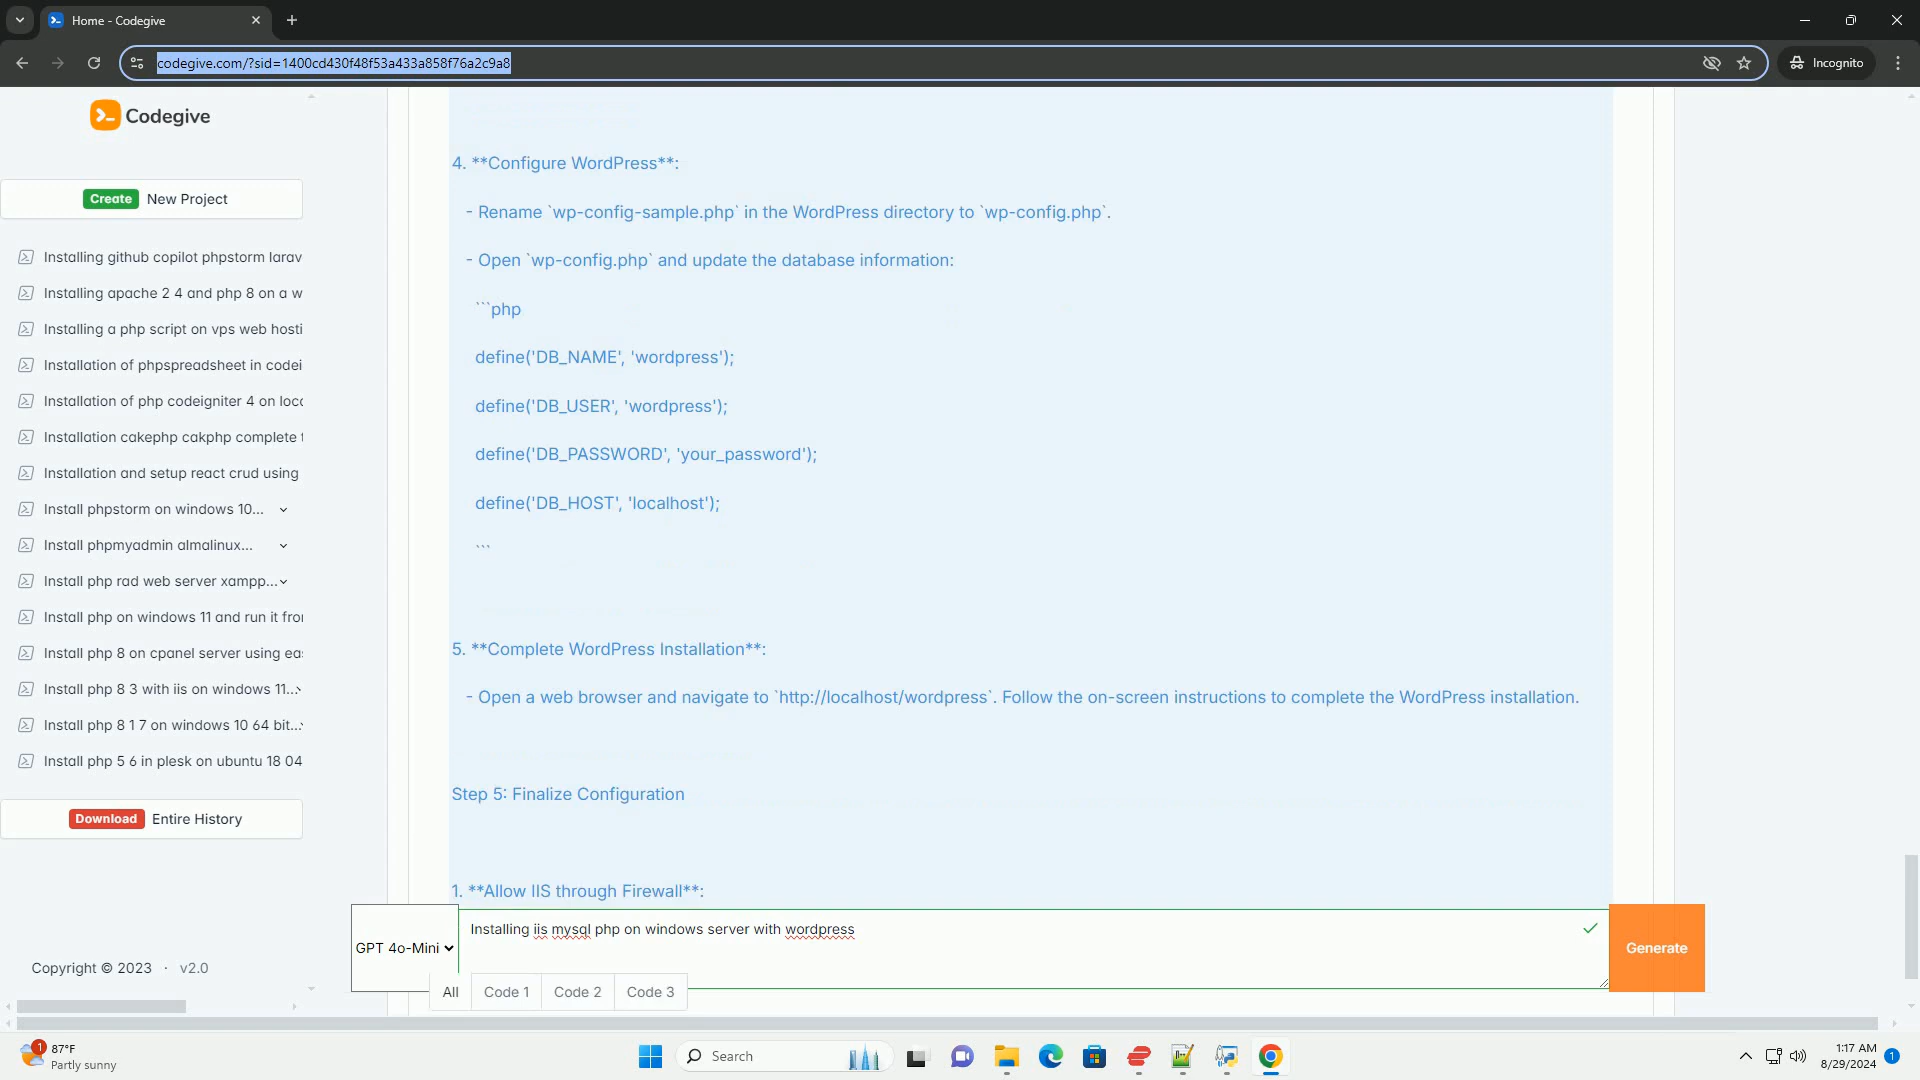 Home - Codegive
codegive.com/?sid=1400cd430f48f53a433a858f76a2c9a8
Incognito
Codegive
Create New Project
Installing github copilot phpstorm larav
Installing apache 2 4 and php 8 on a w
Installing a php script on vps web hosti
Installation of phpspreadsheet in codei
Installation of php codeigniter 4 on loc
Installation cakephp cakphp complete t
Installation and setup react crud using
Install phpstorm on windows 10...
Install phpmyadmin almalinux...
Install php rad web server xampp...
Install php on windows 11 and run it fro
Install php 8 on cpanel server using ea
Install php 8 3 with iis on windows 11...
Install php 8 1 7 on windows 10 64 bit...
Install php 5 6 in plesk on ubuntu 18 04
Download Entire History
Copyright © 2023 · v2.0
4. **Configure WordPress**:
- Rename `wp-config-sample.php` in the WordPress directory to `wp-config.php`.
- Open `wp-config.php` and update the database information:
```php
define('DB_NAME', 'wordpress');
define('DB_USER', 'wordpress');
define('DB_PASSWORD', 'your_password');
define('DB_HOST', 'localhost');
```
5. **Complete WordPress Installation**:
- Open a web browser and navigate to `http://localhost/wordpress`. Follow the on-screen instructions to complete the WordPress installation.
Step 5: Finalize Configuration
1. **Allow IIS through Firewall**:
GPT 4o-Mini
Installing iis mysql php on windows server with wordpress
Generate
All
Code 1
Code 2
Code 3
1
87°F
Partly sunny
Search
1:17 AM
8/29/2024
1